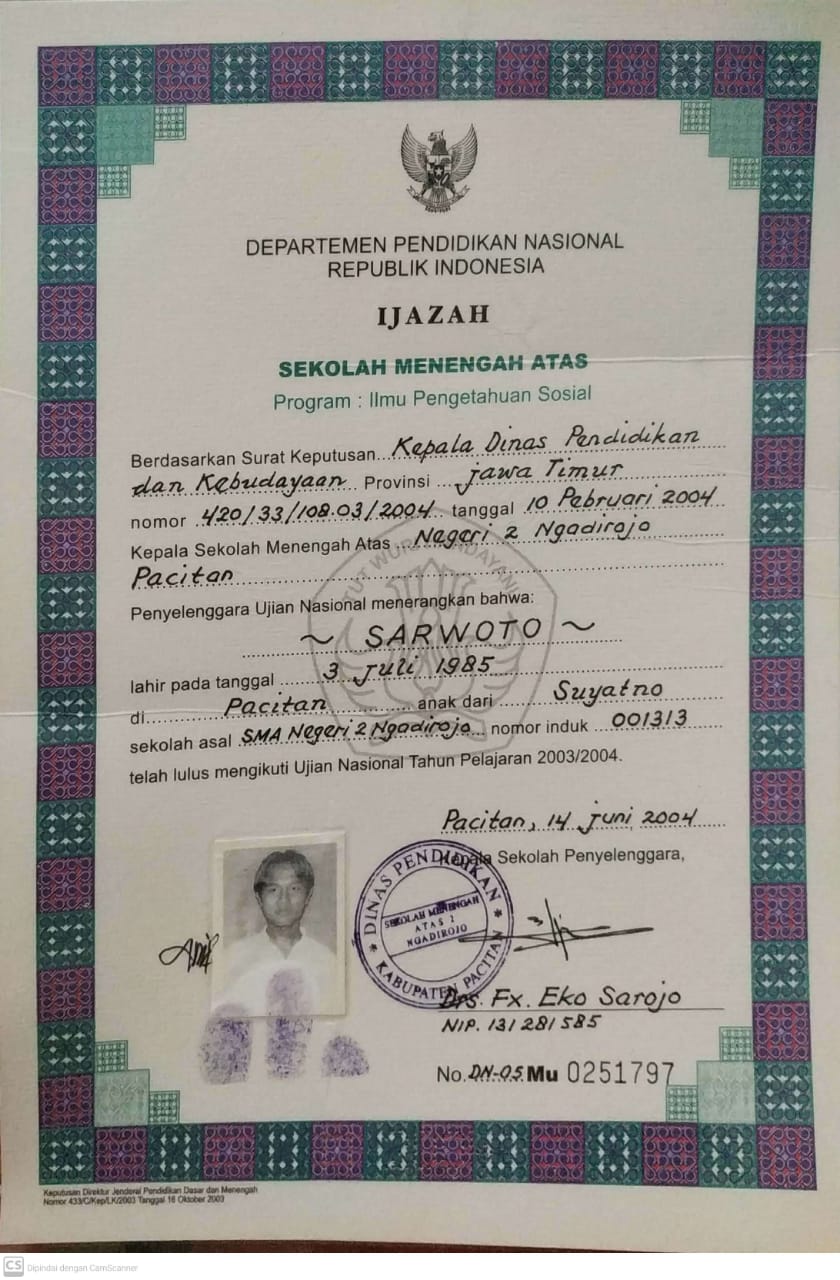 DEPARTEMEN PENDIDIKAN NASIONAL
REPUBLIK INDONESIA
IJAZAH
SEKOLAH MENENGAH ATAS
Program : Ilmu Pengetahuan Sosial
Berdasarkan Surat Keputusan Kepala Dinas Pendidikan
dan Kebudayaan Provinsi Jawa Timur
nomor 420/33/108.03/2004 tanggal 10 Pebruari 2004
Kepala Sekolah Menengah Atas Negeri 2 Ngadirojo
Pacitan
Penyelenggara Ujian Nasional menerangkan bahwa:
~ SARWOTO ~
lahir pada tanggal 3 Juli 1985
di Pacitan anak dari Suyatno
sekolah asal SMA Negeri 2 Ngadirojo nomor induk 001313
telah lulus mengikuti Ujian Nasional Tahun Pelajaran 2003/2004.
Pacitan, 14 Juni 2004
Kepala Sekolah Penyelenggara,
DINAS PENDIDIKAN
SEKOLAH MENENGAH
ATAS 2
NGADIROJO
KABUPATEN PACITAN
Drs. Fx. Eko Sarojo
NIP. 131281585
No. DN-05 Mu 0251797
Keputusan Direktur Jenderal Pendidikan Dasar dan Menengah
Nomor 433/C/Kep/LK/2003 Tanggal 16 Oktober 2003
CS Dipindai dengan CamScanner